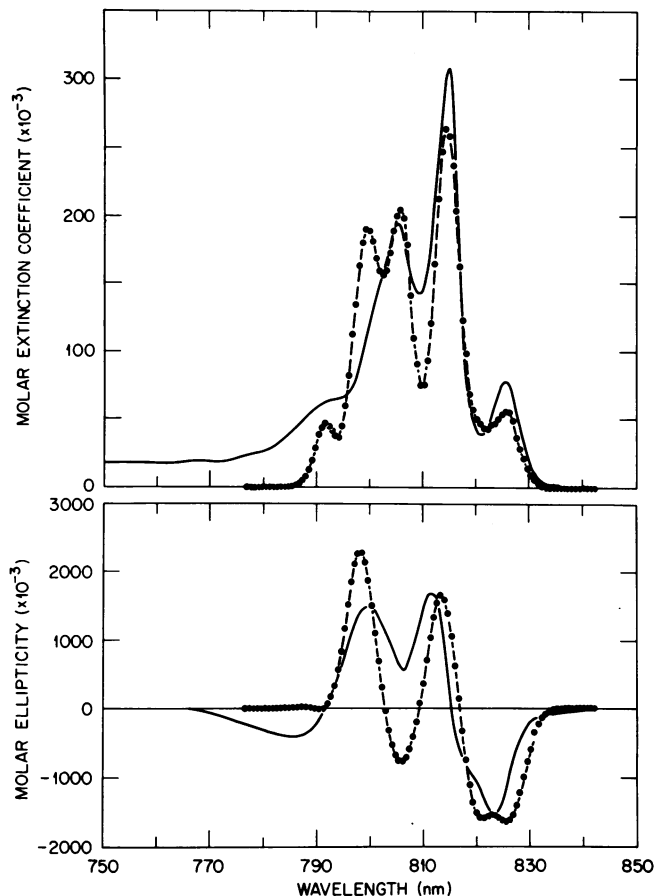 MOLAR EXTINCTION COEFFICIENT (x10⁻³)
300
200
100
0
MOLAR ELLIPTICITY (x10⁻³)
3000
2000
1000
0
-1000
-2000
750 770 790 810 830 850
WAVELENGTH (nm)